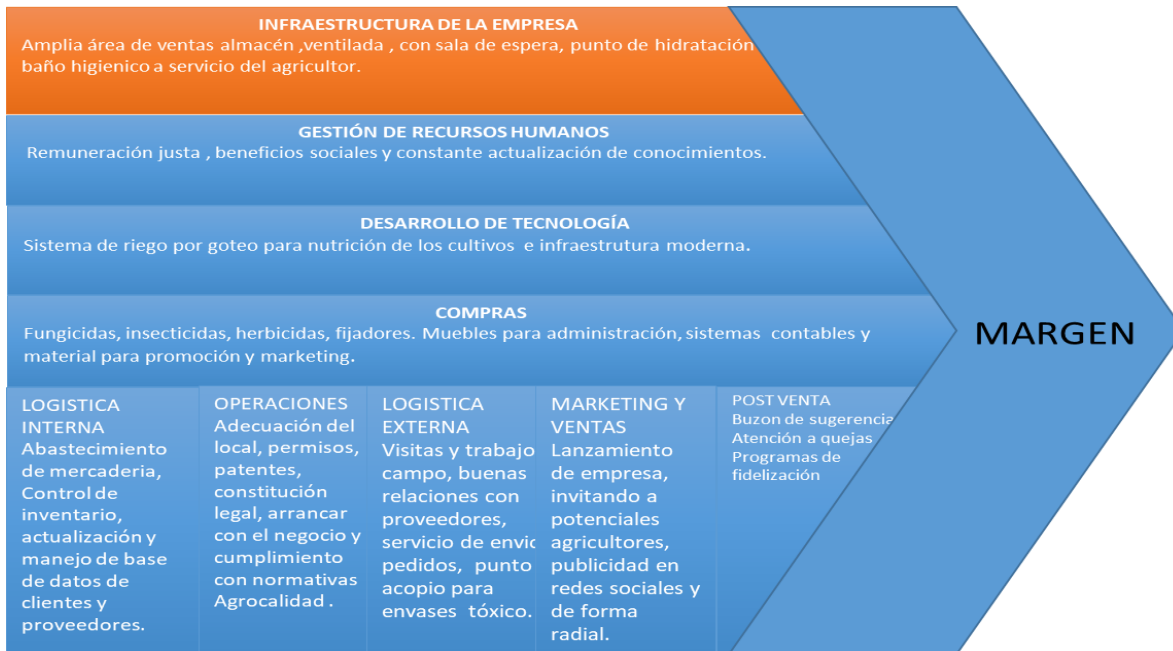 INFRAESTRUCTURA DE LA EMPRESA
Amplia área de ventas almacén ,ventilada , con sala de espera, punto de hidratación
baño higienico a servicio del agricultor.
GESTIÓN DE RECURSOS HUMANOS
Remuneración justa , beneficios sociales y constante actualización de conocimientos.
DESARROLLO DE TECNOLOGÍA
Sistema de riego por goteo para nutrición de los cultivos e infraestrutura moderna.
COMPRAS
Fungicidas, insecticidas, herbicidas, fijadores. Muebles para administración, sistemas contables y
material para promoción y marketing.
MARGEN
LOGISTICA
INTERNA
Abastecimiento
de mercaderia,
Control de
inventario,
actualización y
manejo de base
de datos de
clientes y
proveedores.
OPERACIONES
Adecuación del
local, permisos,
patentes,
constitución
legal, arrancar
con el negocio y
cumplimiento
con normativas
Agrocalidad .
LOGISTICA
EXTERNA
Visitas y trabajo
campo, buenas
relaciones con
proveedores,
servicio de
pedidos, punto
acopio para
envases tóxico.
MARKETING Y
VENTAS
Lanzamiento
de empresa,
invitando a
potenciales
agricultores,
publicidad en
redes sociales y
de forma
radial.
POST VENTA
Buzon de sugerencia
Atención a quejas
Programas de
fidelización